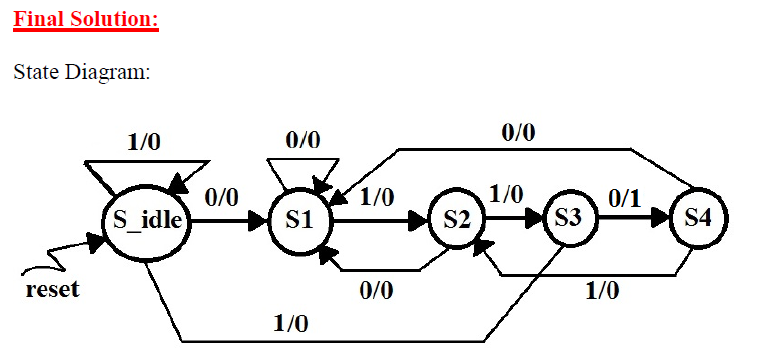 Final Solution:
State Diagram:
1/0
0/0
0/0
0/0
1/0
1/0
0/1
S_idle
S1
S2
S3
S4
reset
0/0
1/0
1/0